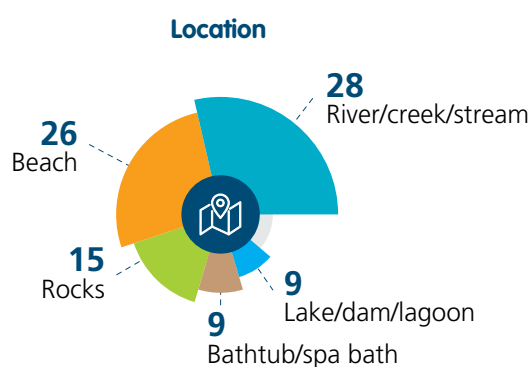 Location
28
River/creek/stream
26
Beach
15
Rocks
9
Lake/dam/lagoon
9
Bathtub/spa bath